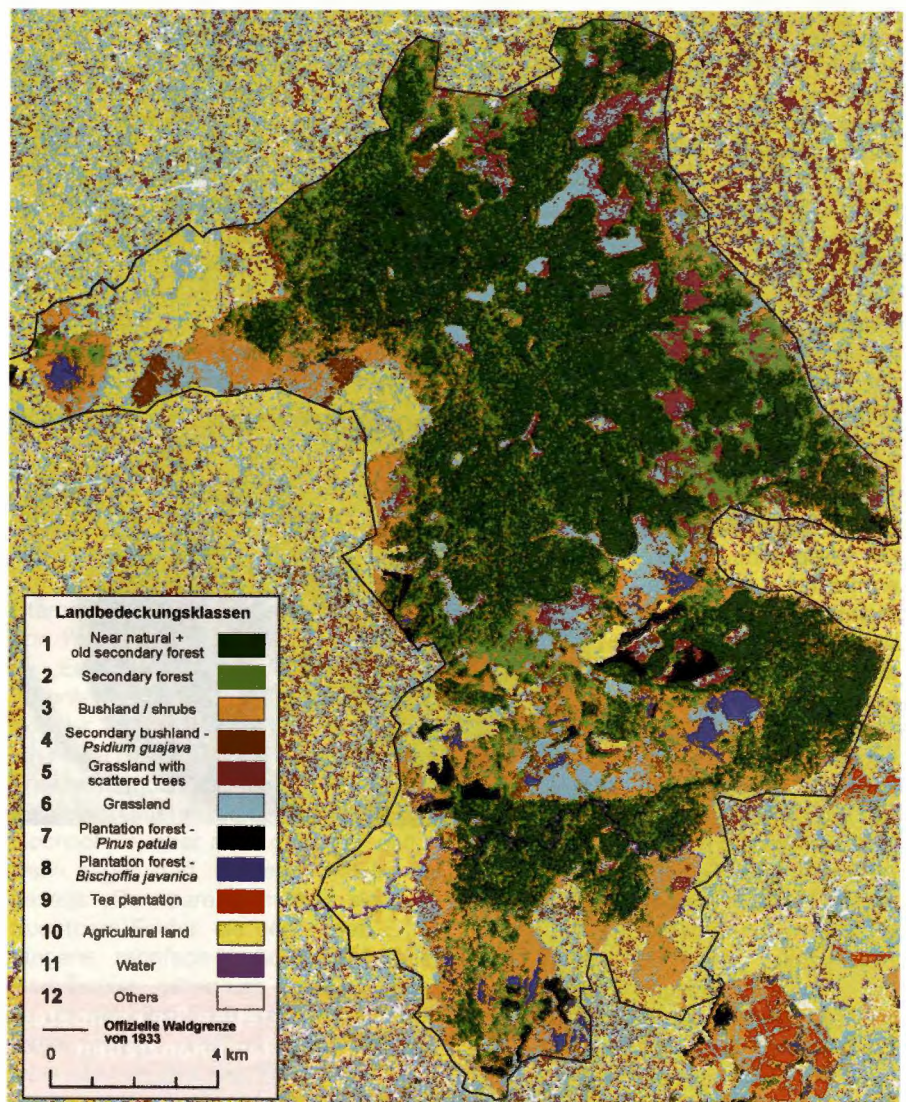 Landbedeckungsklassen
1 Near natural +
old secondary forest
2 Secondary forest
3 Bushland / shrubs
4 Secondary bushland -
Psidium guajava
5 Grassland with
scattered trees
6 Grassland
7 Plantation forest -
Pinus patula
8 Plantation forest -
Bischoffia javanica
9 Tea plantation
10 Agricultural land
11 Water
12 Others
Offizielle Waldgrenze
von 1933
0 4 km